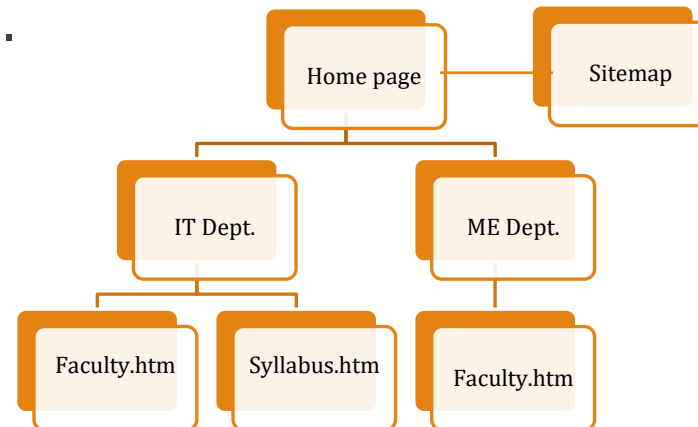 Home page
Sitemap
IT Dept.
ME Dept.
Faculty.htm
Syllabus.htm
Faculty.htm